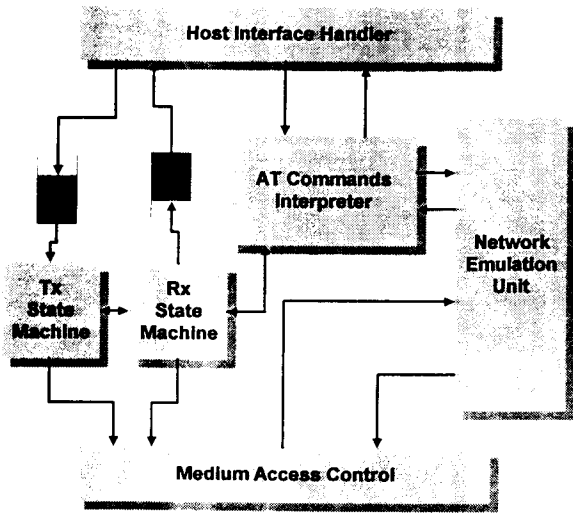 Host Interface Handler
AT Commands
Interpreter
Network
Emulation
Unit
Tx
State
Machine
Rx
State
Machine
Medium Access Control